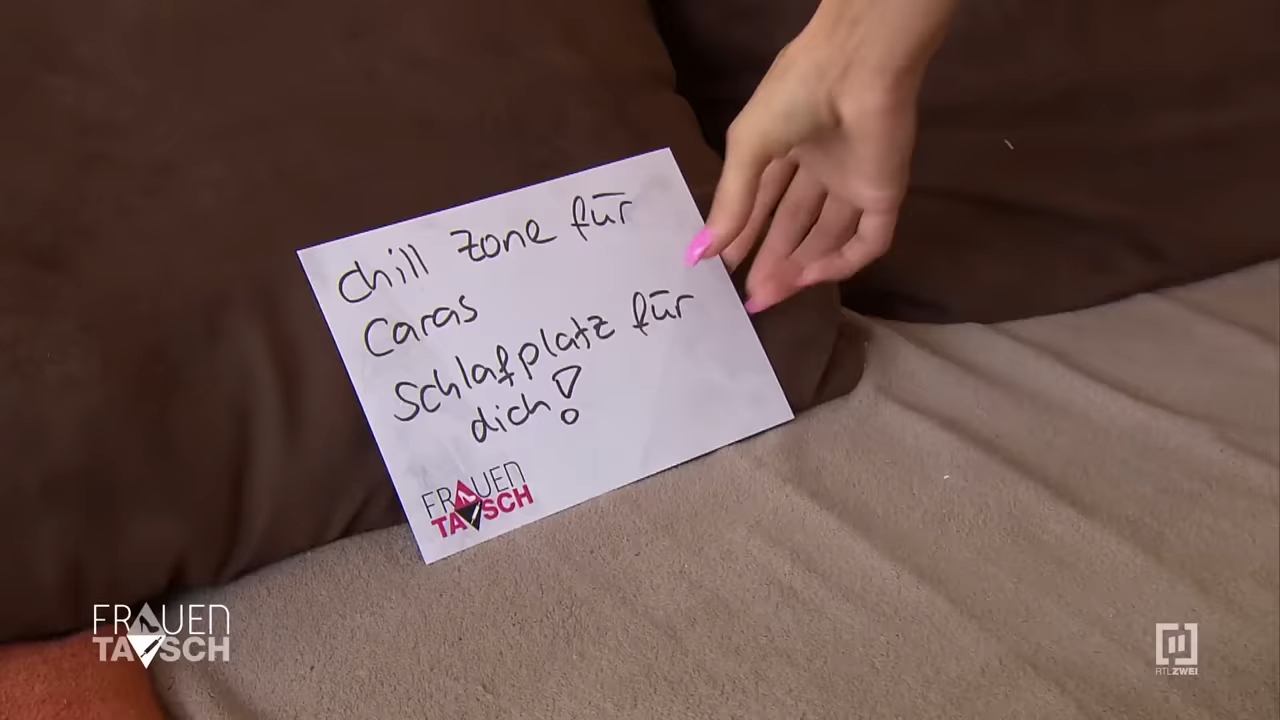 chill zone für
Caras
Schlafplatz für
dich!
FRAUEN
TAUSCH
FRAUEN
TAUSCH
RTLZWEI